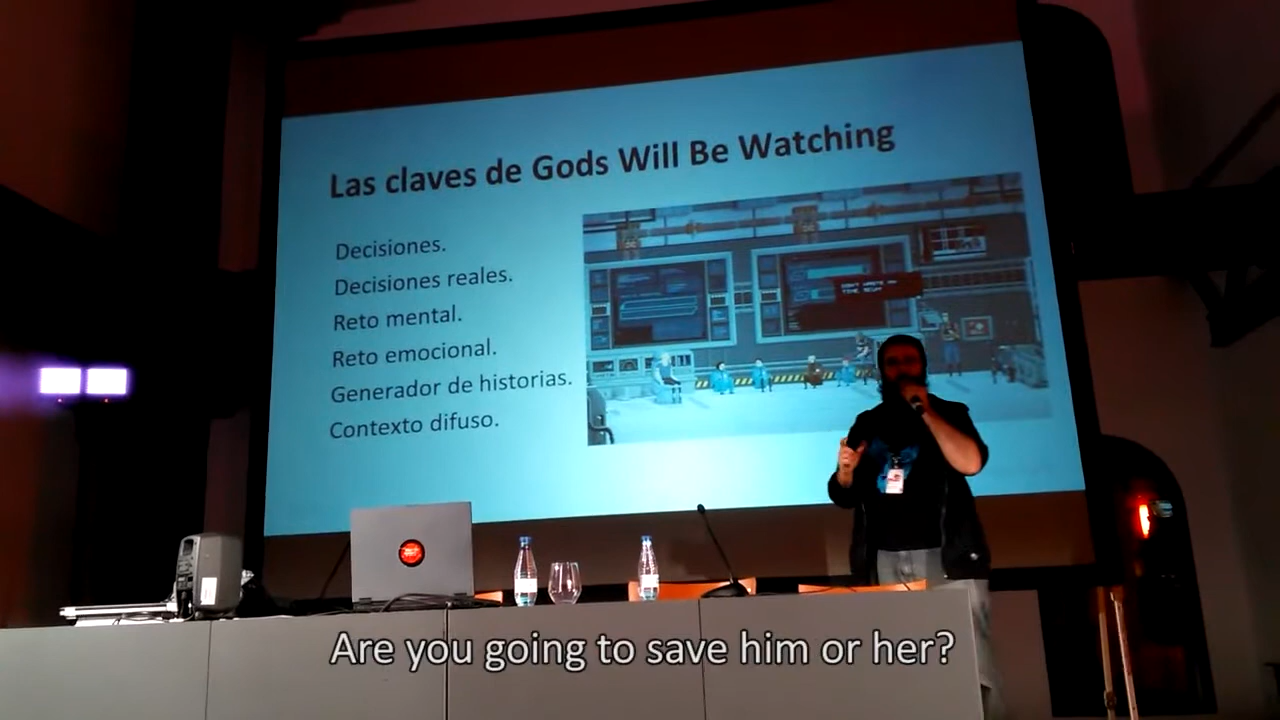 Las claves de Gods Will Be Watching
Decisiones.
Decisiones reales.
Reto mental.
Reto emocional.
Generador de historias.
Contexto difuso.
Are you going to save him or her?